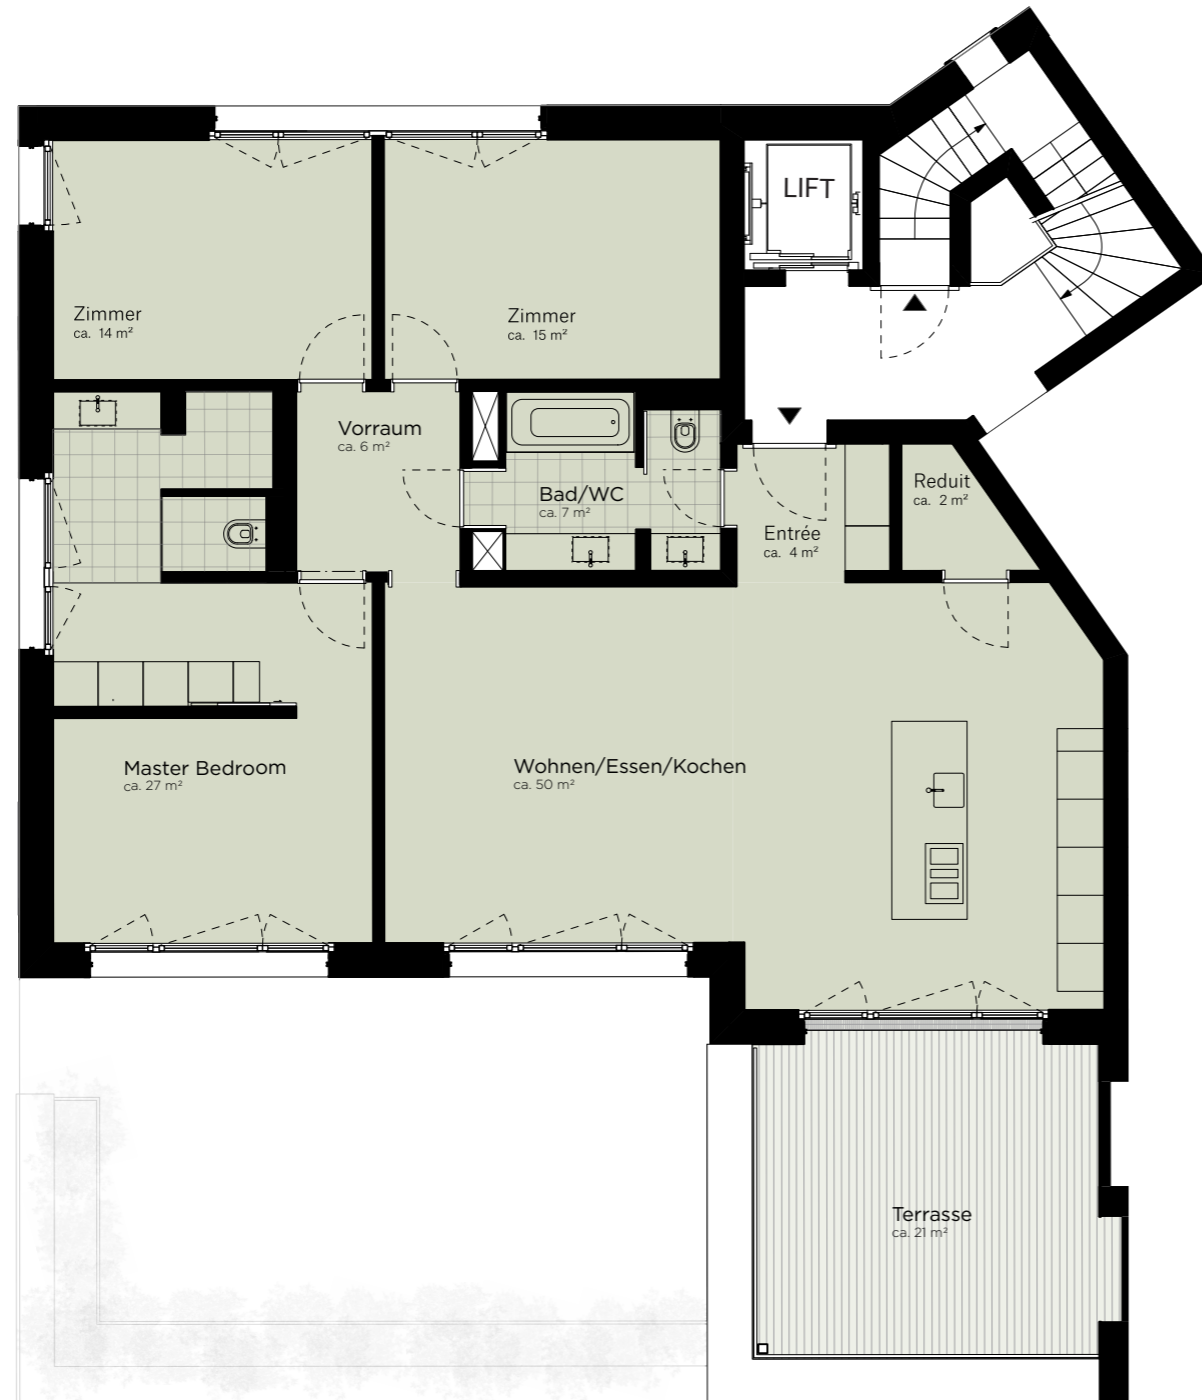 LIFT
Zimmer
ca. 14 m²
Zimmer
ca. 15 m²
Vorraum
ca. 6 m²
Bad/WC
ca. 7 m²
Entrée
ca. 4 m²
Reduit
ca. 2 m²
Master Bedroom
ca. 27 m²
Wohnen/Essen/Kochen
ca. 50 m²
Terrasse
ca. 21 m²